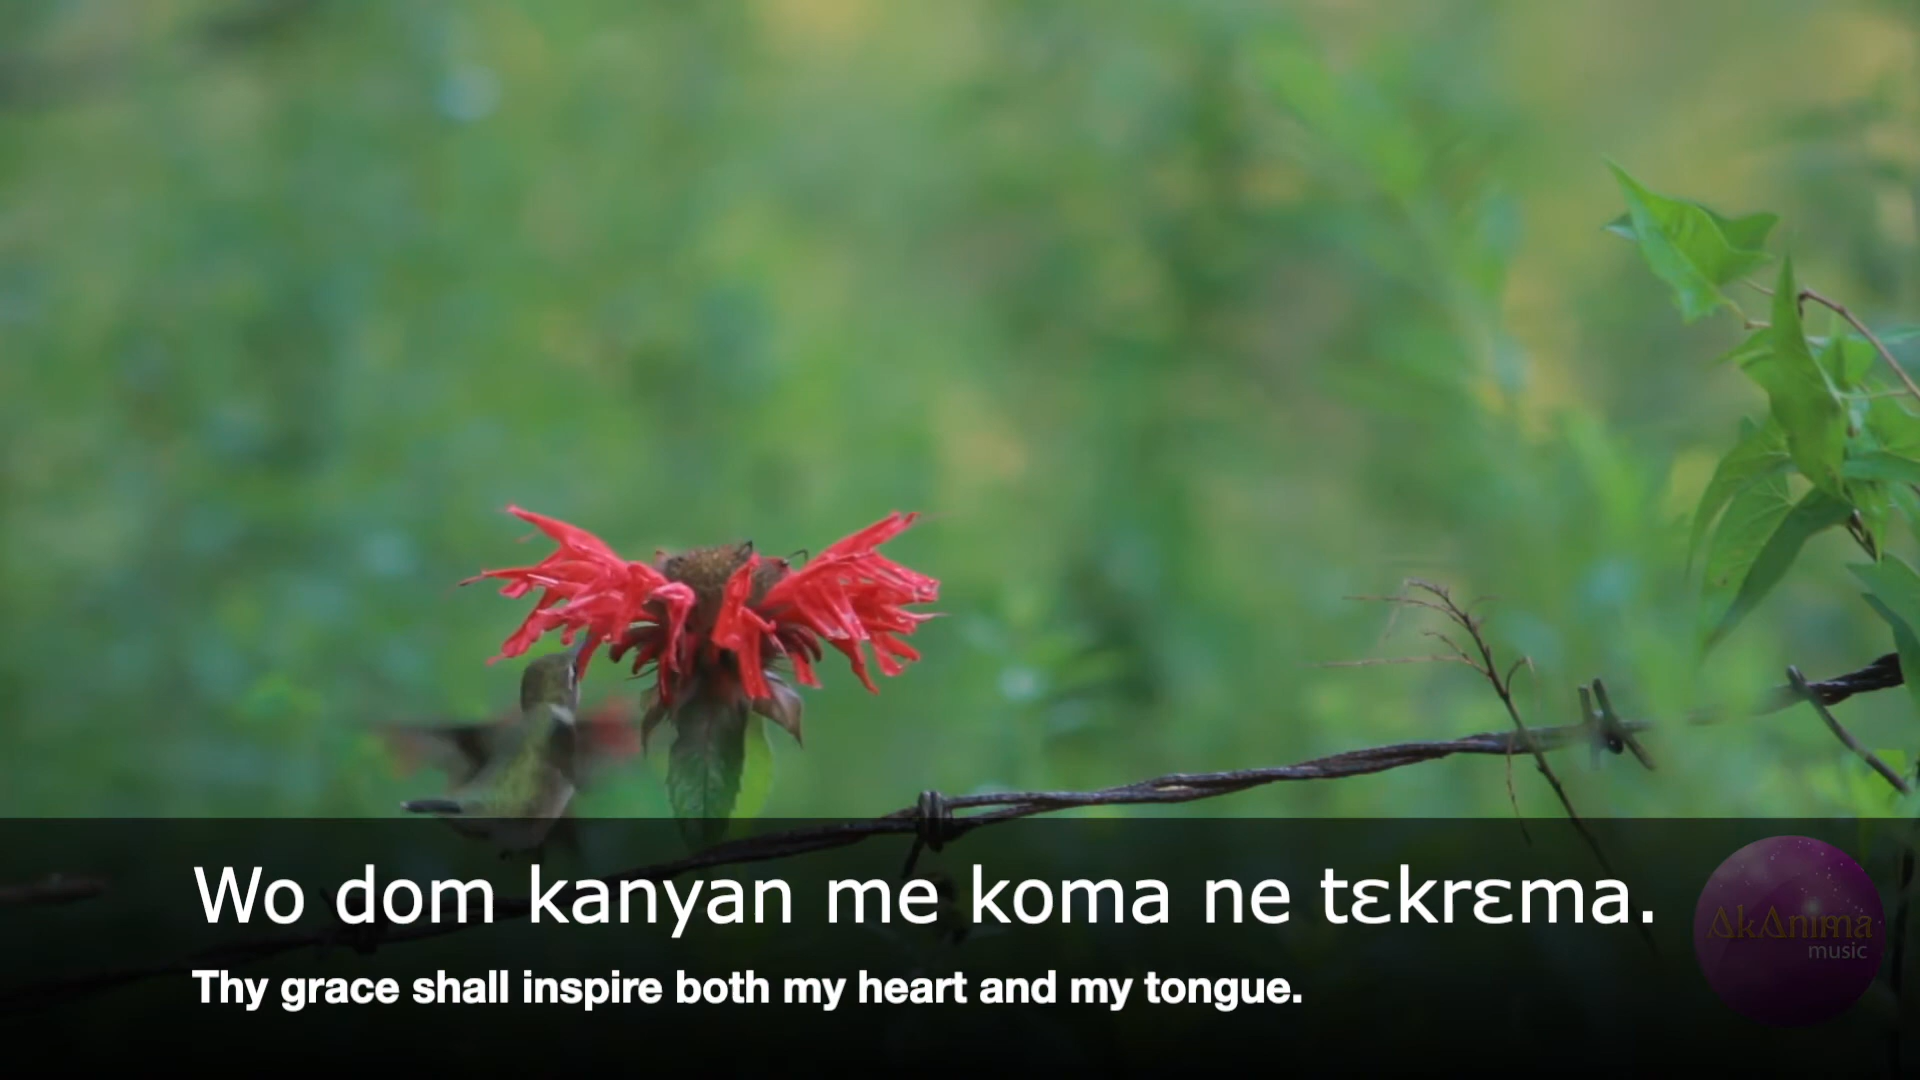 Wo dom kanyan me koma ne tɛkrɛma.
Thy grace shall inspire both my heart and my tongue.
AkAnima
music